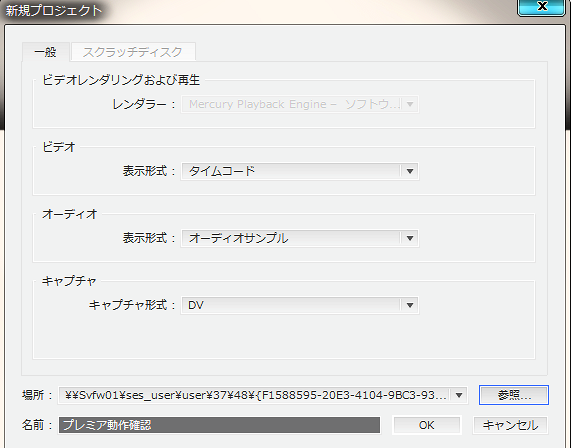 新規プロジェクト
一般 スクラッチディスク
ビデオレンダリングおよび再生
レンダラー： Mercury Playback Engine － ソフトウ...
ビデオ
表示形式： タイムコード
オーディオ
表示形式： オーディオサンプル
キャプチャ
キャプチャ形式： DV
場所： ¥¥Svfw01¥ses_user¥user¥37¥48¥{F1588595-20E3-4104-9BC3-93... 参照...
名前： プレミア動作確認 OK キャンセル